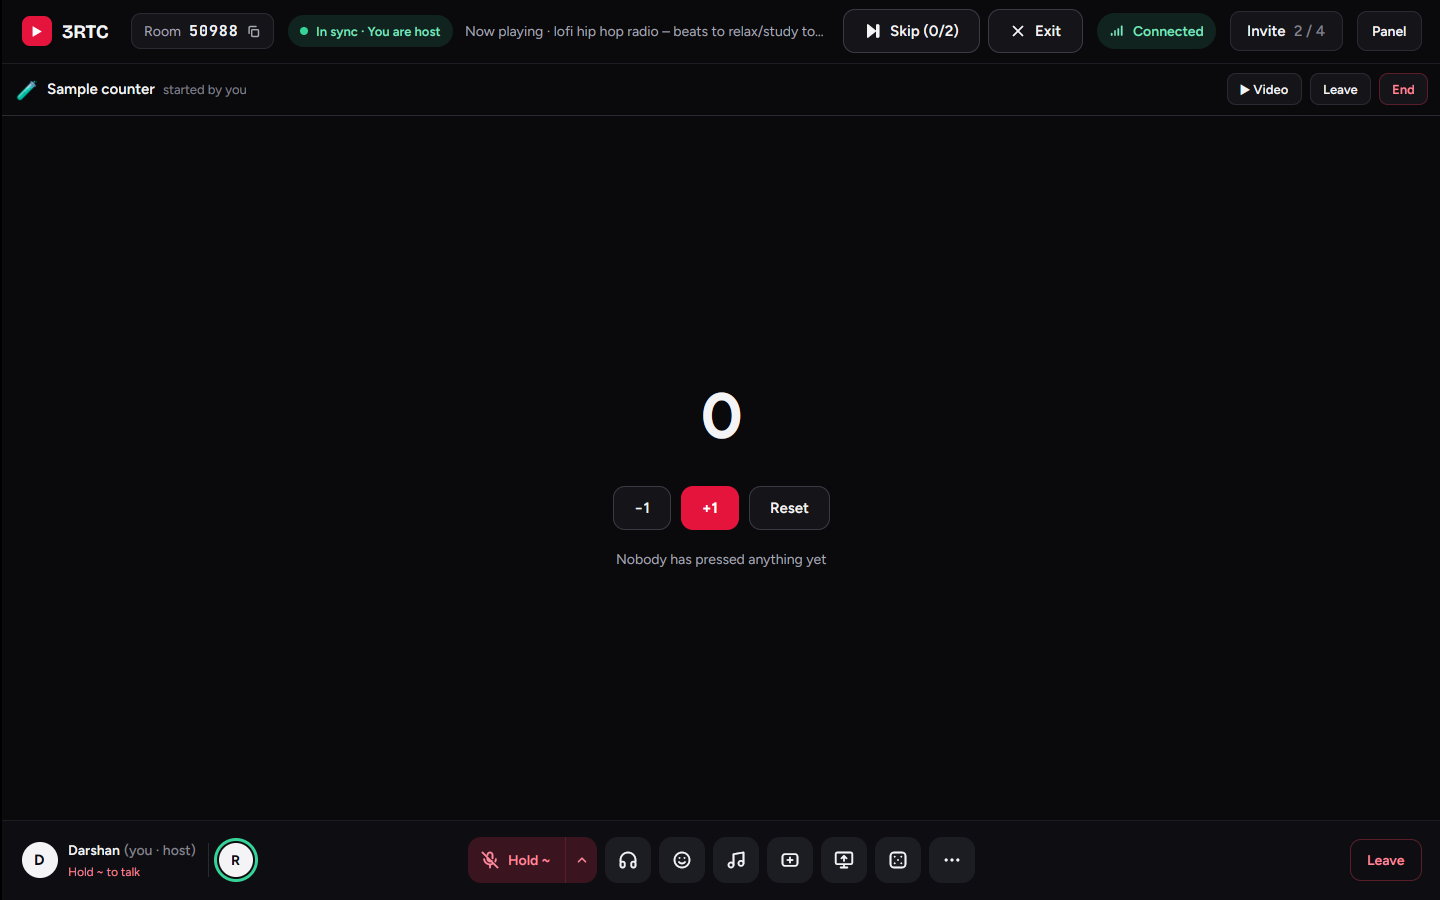 3RTC
Room 50988
In sync · You are host
Now playing · lofi hip hop radio – beats to relax/study to...
Skip (0/2)
Exit
Connected
Invite 2 / 4
Panel
Sample counter started by you
Video
Leave
End
0
−1
+1
Reset
Nobody has pressed anything yet
D
Darshan (you · host)
Hold ~ to talk
R
Hold ~
Leave